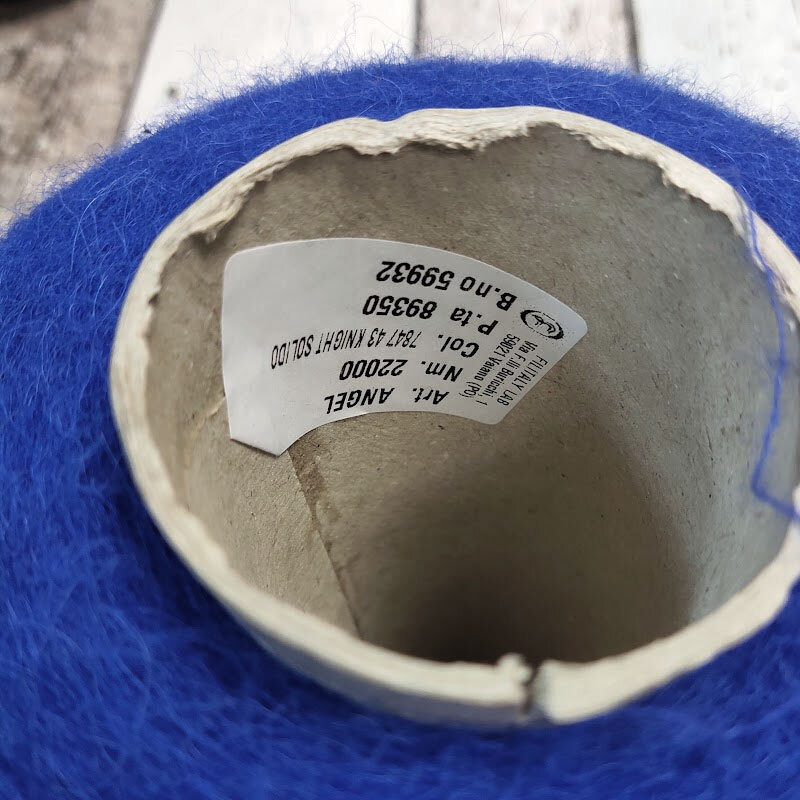 FILITALY LAB
Via F.lli Buricchi, 1
59021 Vaiano (PO)
Art. ANGEL
Nm. 22000
Col. 7847 43 KNIGHT SOLIDO
P.ta 89350
B.no 59932